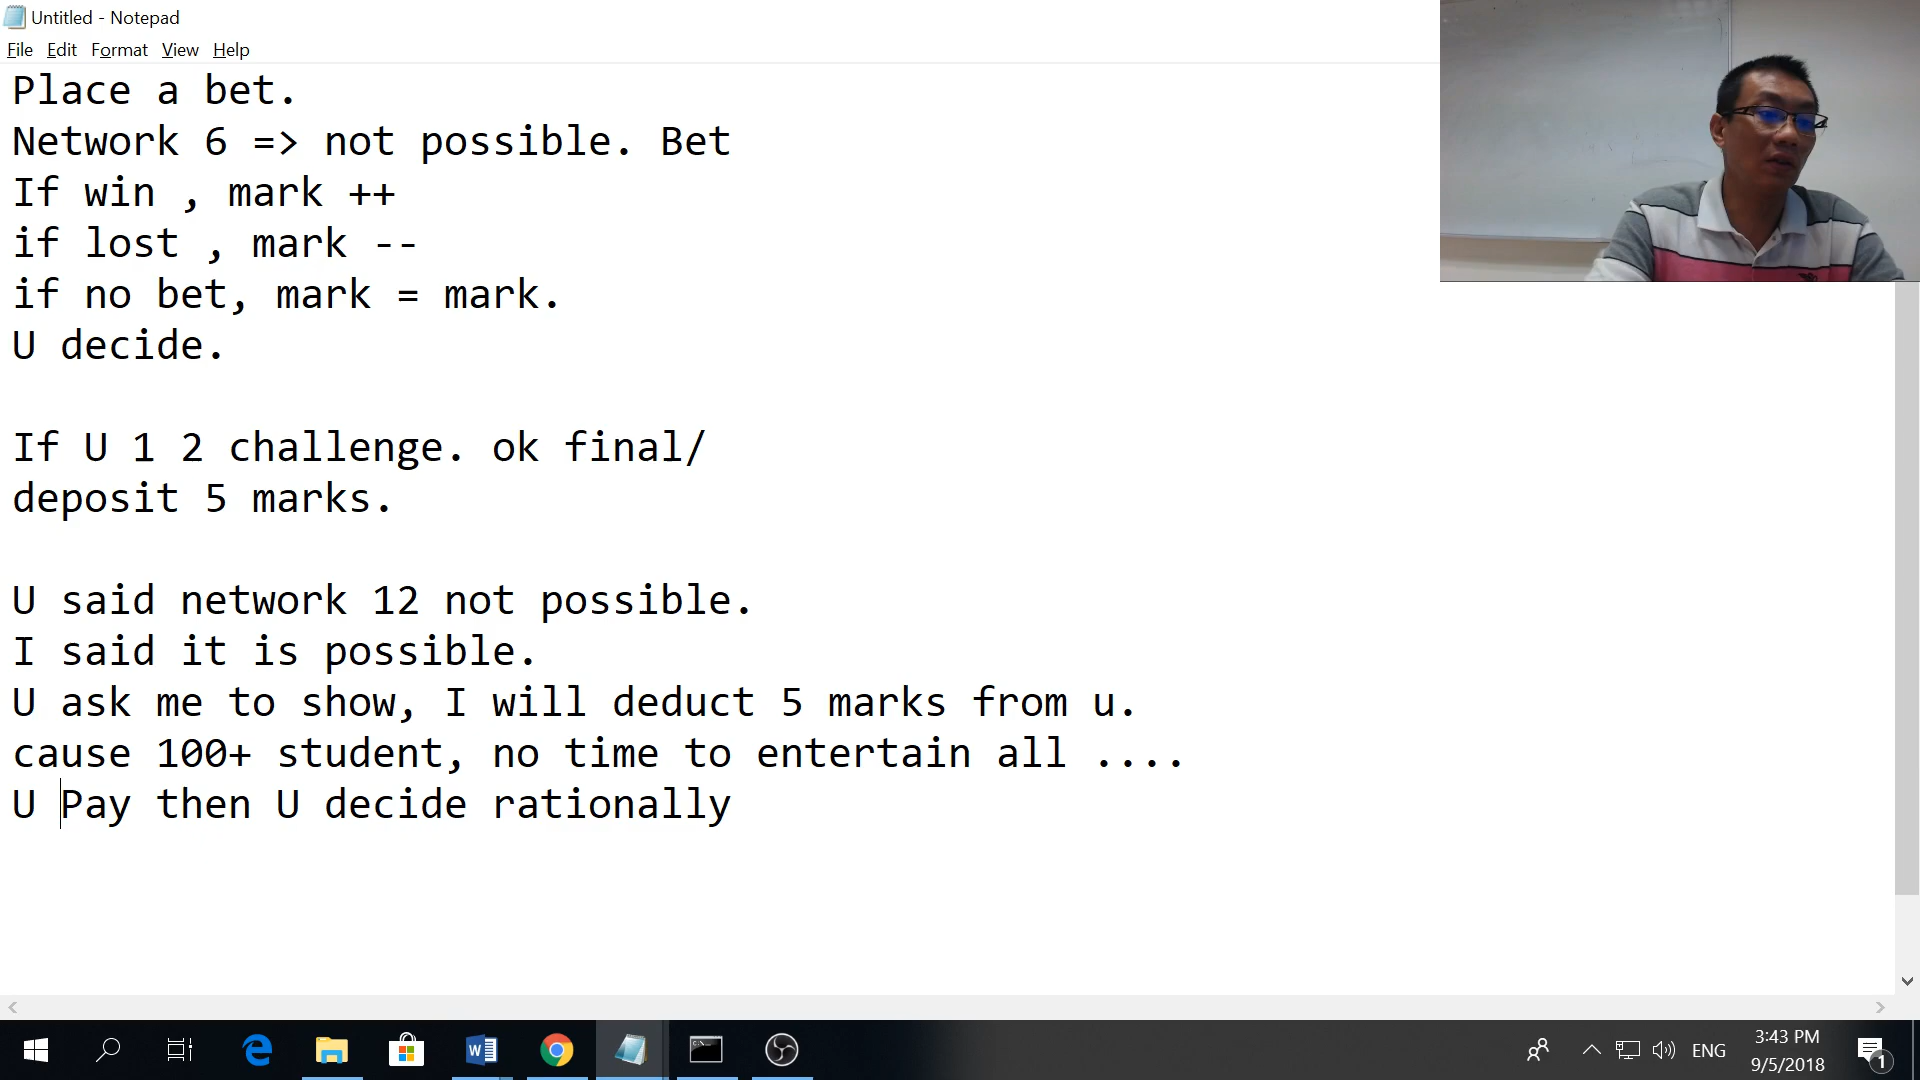 Untitled - Notepad
File Edit Format View Help
Place a bet.
Network 6 => not possible. Bet
If win , mark ++
if lost , mark --
if no bet, mark = mark.
U decide.
If U 1 2 challenge. ok final/
deposit 5 marks.
U said network 12 not possible.
I said it is possible.
U ask me to show, I will deduct 5 marks from u.
cause 100+ student, no time to entertain all ....
U Pay then U decide rationally
ENG
3:43 PM
9/5/2018
1